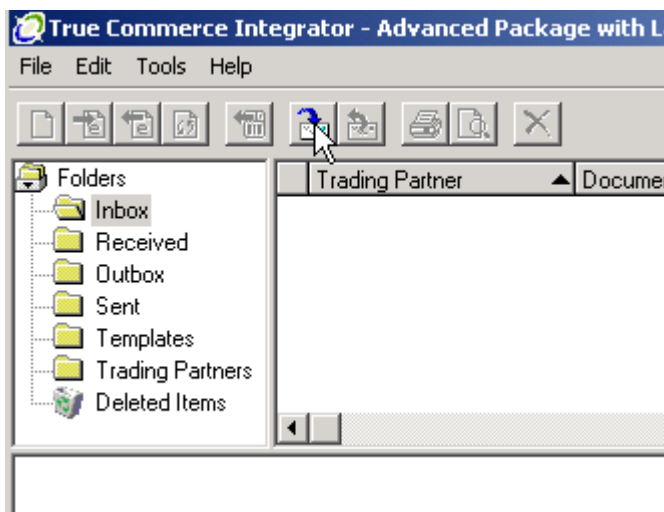 True Commerce Integrator - Advanced Package with L
File Edit Tools Help
Folders
Trading Partner Docume
Inbox
Received
Outbox
Sent
Templates
Trading Partners
Deleted Items